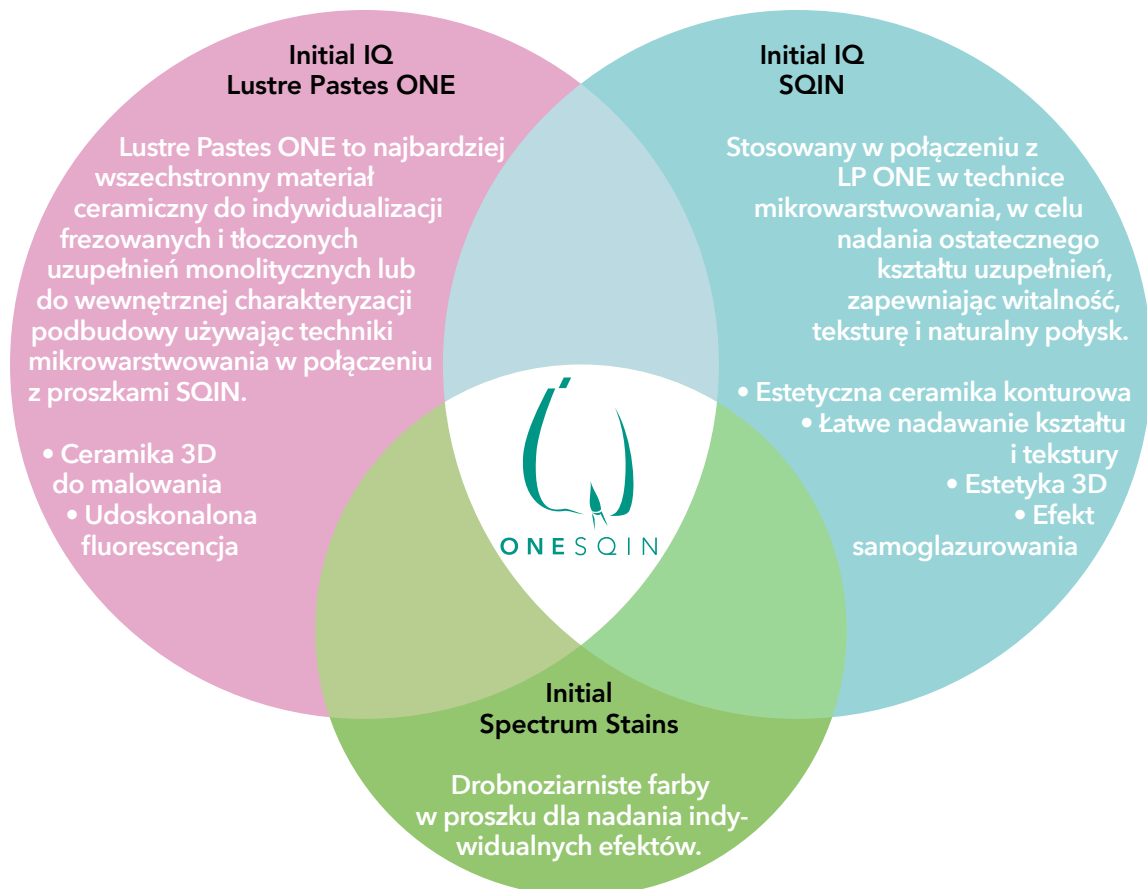 Initial IQ
Lustre Pastes ONE
Lustre Pastes ONE to najbardziej
wszechstronny materiał
ceramiczny do indywidualizacji
frezowanych i tłoczonych
uzupełnień monolitycznych lub
do wewnętrznej charakteryzacji
podbudowy używając techniki
mikrowarstwowania w połączeniu
z proszkami SQIN.
• Ceramika 3D
do malowania
• Udoskonalona
fluorescencja
Initial IQ
SQIN
Stosowany w połączeniu z
LP ONE w technice
mikrowarstwowania, w celu
nadania ostatecznego
kształtu uzupełnień,
zapewniając witalność,
teksturę i naturalny połysk.
• Estetyczna ceramika konturowa
• Łatwe nadawanie kształtu
i tekstury
• Estetyka 3D
• Efekt
samoglazurowania
ONESQIN
Initial
Spectrum Stains
Drobnoziarniste farby
w proszku dla nadania indy-
widualnych efektów.